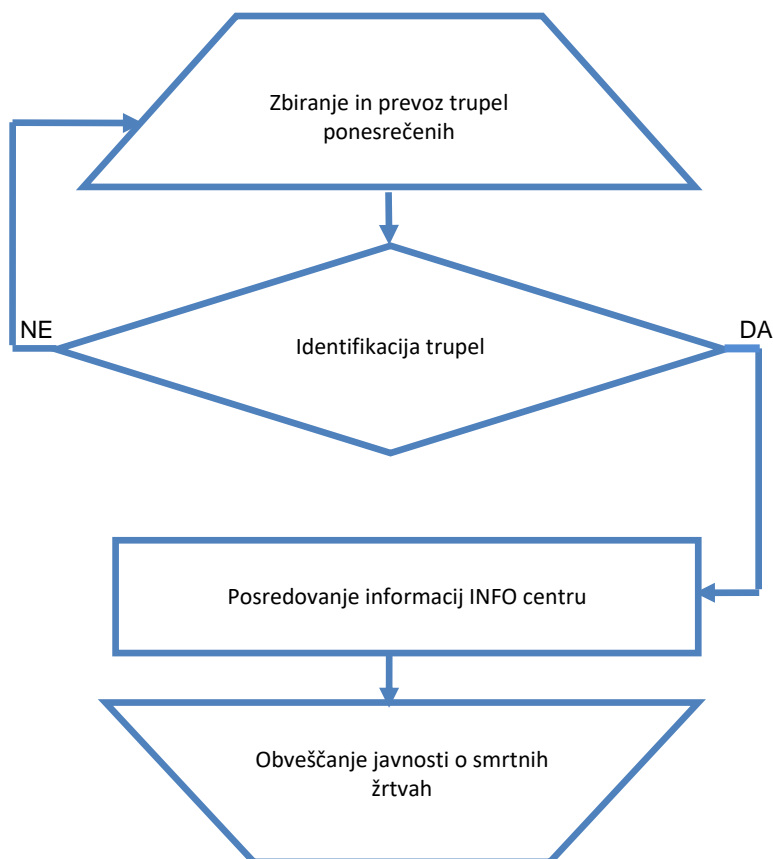 Zbiranje in prevoz trupel
ponesrečenih
NE
DA
Identifikacija trupel
Posredovanje informacij INFO centru
Obveščanje javnosti o smrtnih
žrtvah